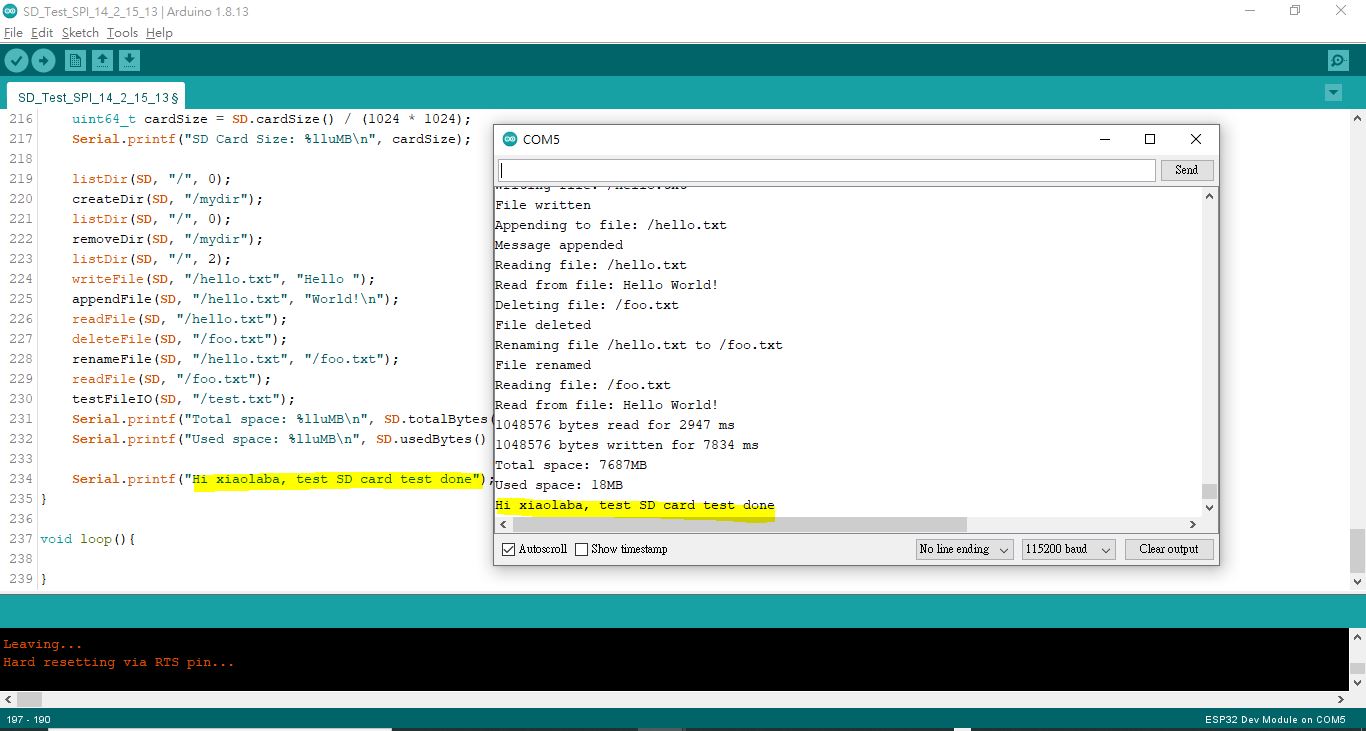 SD_Test_SPI_14_2_15_13 | Arduino 1.8.13
File Edit Sketch Tools Help
SD_Test_SPI_14_2_15_13 §
216 uint64_t cardSize = SD.cardSize() / (1024 * 1024);
217 Serial.printf("SD Card Size: %lluMB\n", cardSize);
218
219 listDir(SD, "/", 0);
220 createDir(SD, "/mydir");
221 listDir(SD, "/", 0);
222 removeDir(SD, "/mydir");
223 listDir(SD, "/", 2);
224 writeFile(SD, "/hello.txt", "Hello ");
225 appendFile(SD, "/hello.txt", "World!\n");
226 readFile(SD, "/hello.txt");
227 deleteFile(SD, "/foo.txt");
228 renameFile(SD, "/hello.txt", "/foo.txt");
229 readFile(SD, "/foo.txt");
230 testFileIO(SD, "/test.txt");
231 Serial.printf("Total space: %lluMB\n", SD.totalBytes(
232 Serial.printf("Used space: %lluMB\n", SD.usedBytes()
233
234 Serial.printf("Hi xiaolaba, test SD card test done");
235 }
236
237 void loop(){
238
239 }
COM5
Send
Writing file: /hello.txt
File written
Appending to file: /hello.txt
Message appended
Reading file: /hello.txt
Read from file: Hello World!
Deleting file: /foo.txt
File deleted
Renaming file /hello.txt to /foo.txt
File renamed
Reading file: /foo.txt
Read from file: Hello World!
1048576 bytes read for 2947 ms
1048576 bytes written for 7834 ms
Total space: 7687MB
Used space: 18MB
Hi xiaolaba, test SD card test done
Autoscroll Show timestamp No line ending 115200 baud Clear output
Leaving...
Hard resetting via RTS pin...
197 - 190 ESP32 Dev Module on COM5